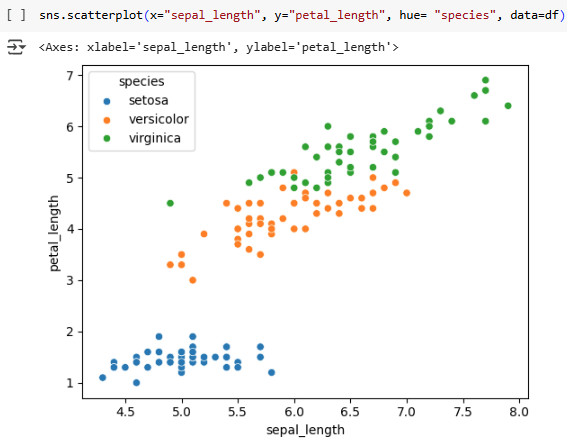 [ ] sns.scatterplot(x="sepal_length", y="petal_length", hue= "species", data=df)
<Axes: xlabel='sepal_length', ylabel='petal_length'>
species
setosa
versicolor
virginica
7
6
5
4
3
2
1
petal_length
4.5 5.0 5.5 6.0 6.5 7.0 7.5 8.0
sepal_length